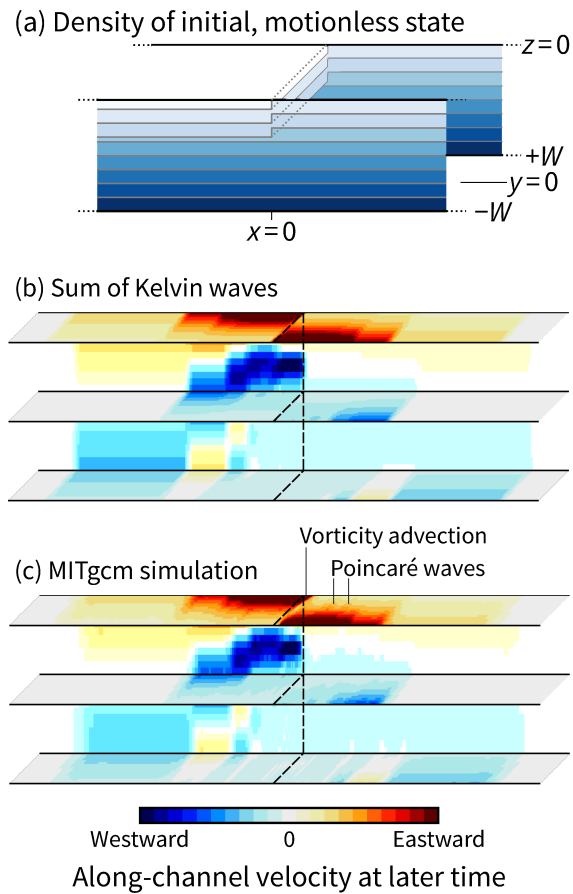 (a) Density of initial, motionless state
z=0
+W
y=0
−W
x=0
(b) Sum of Kelvin waves
Vorticity advection
(c) MITgcm simulation
Poincaré waves
Westward 0 Eastward
Along-channel velocity at later time